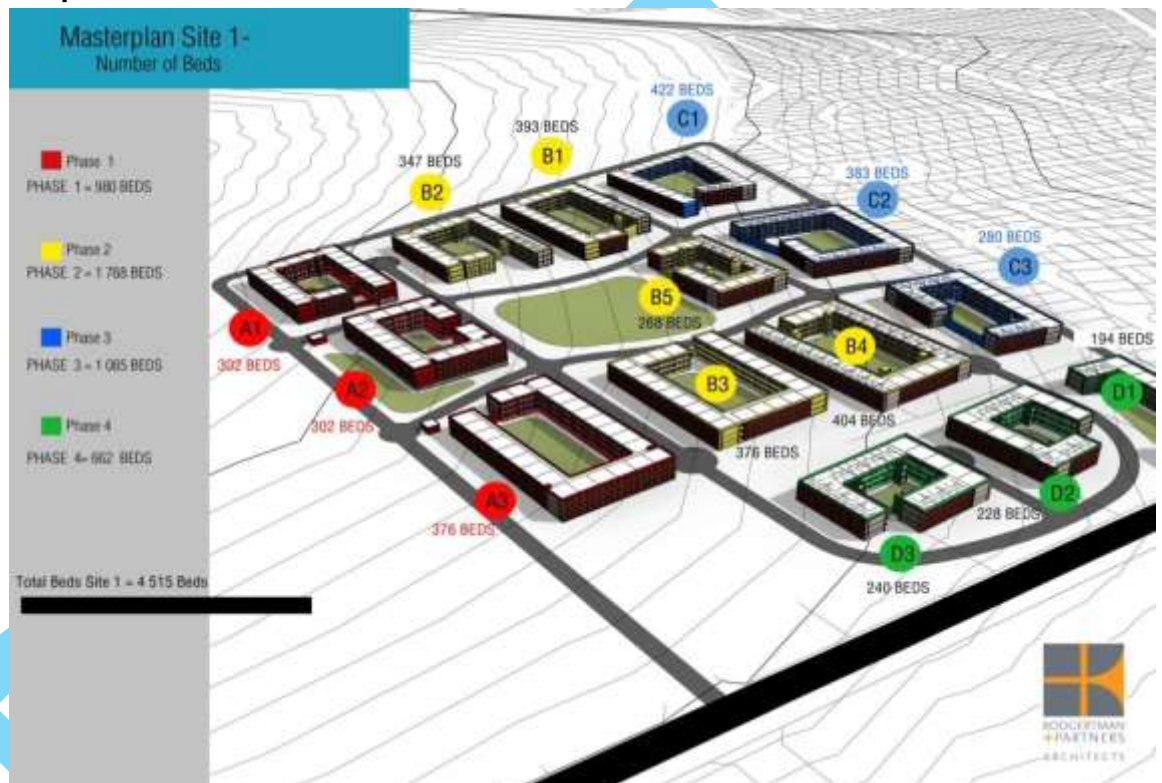 Masterplan Site 1-
Number of Beds
Phase 1
PHASE 1 = 980 BEDS
Phase 2
PHASE 2 = 1 788 BEDS
Phase 3
PHASE 3 = 1 085 BEDS
Phase 4
PHASE 4= 662 BEDS
Total Beds Site 1 = 4 515 Beds
422 BEDS
C1
393 BEDS
B1
347 BEDS
B2
383 BEDS
C2
280 BEDS
C3
B5
268 BEDS
A1
302 BEDS
A2
302 BEDS
B4
404 BEDS
B3
376 BEDS
194 BEDS
D1
A3
376 BEDS
D2
228 BEDS
D3
240 BEDS
BOOGERTMAN
+PARTNERS
ARCHITECTS